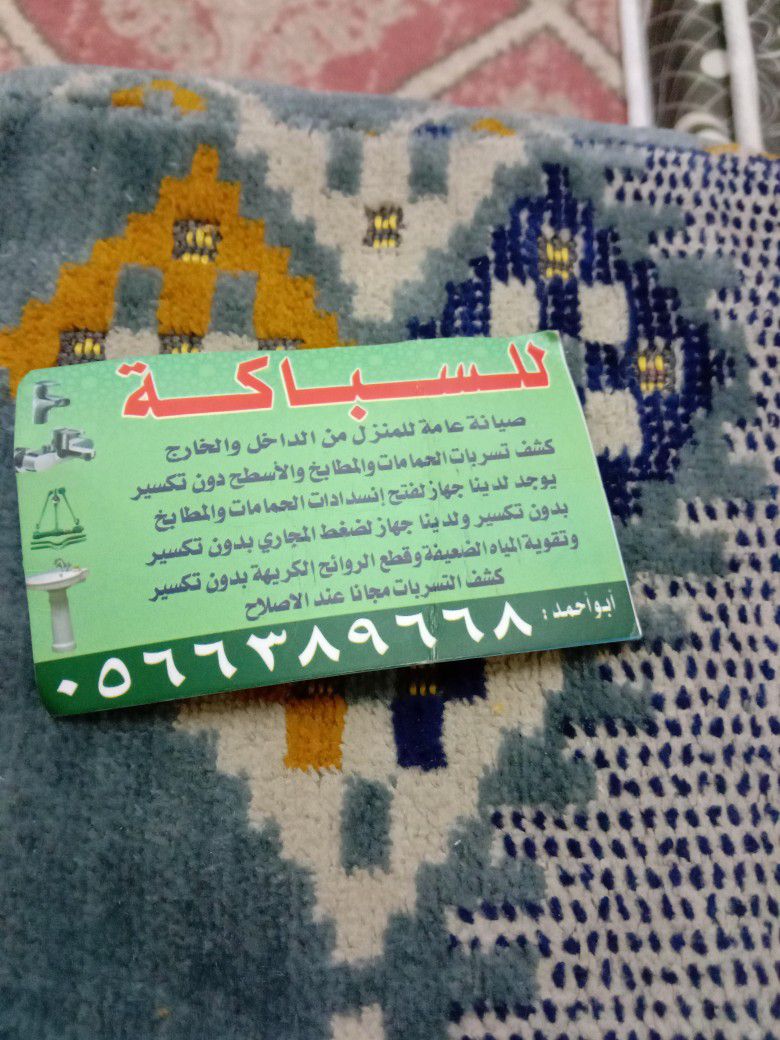 للسباكة
صيانة عامة للمنزل من الداخل والخارج
كشف تسربات الحمامات والمطابخ والأسطح دون تكسير
يوجد لدينا جهاز لفتح إنسدادات الحمامات والمطابخ
بدون تكسير ولدينا جهاز لضغط المجاري بدون تكسير
وتقوية المياه الضعيفة وقطع الروائح الكريهة بدون تكسير
كشف التسربات مجانا عند الاصلاح
أبو أحمد : ٠٥٦٦٣٨٩٦٦٨